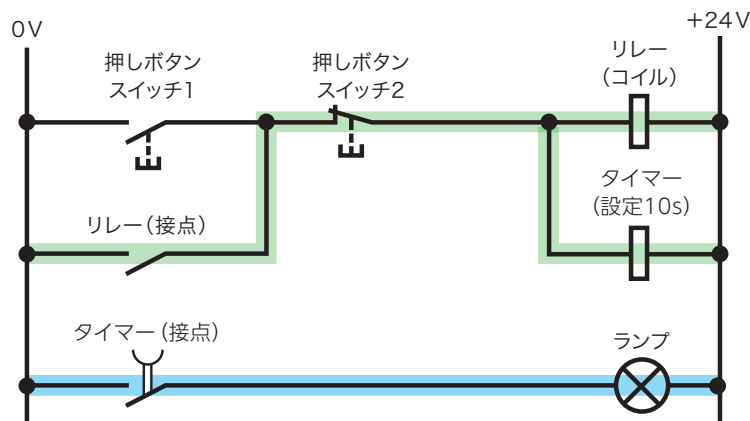 0V
+24V
押しボタン
スイッチ1
押しボタン
スイッチ2
リレー
（コイル）
タイマー
（設定10s）
リレー（接点）
タイマー（接点）
ランプ